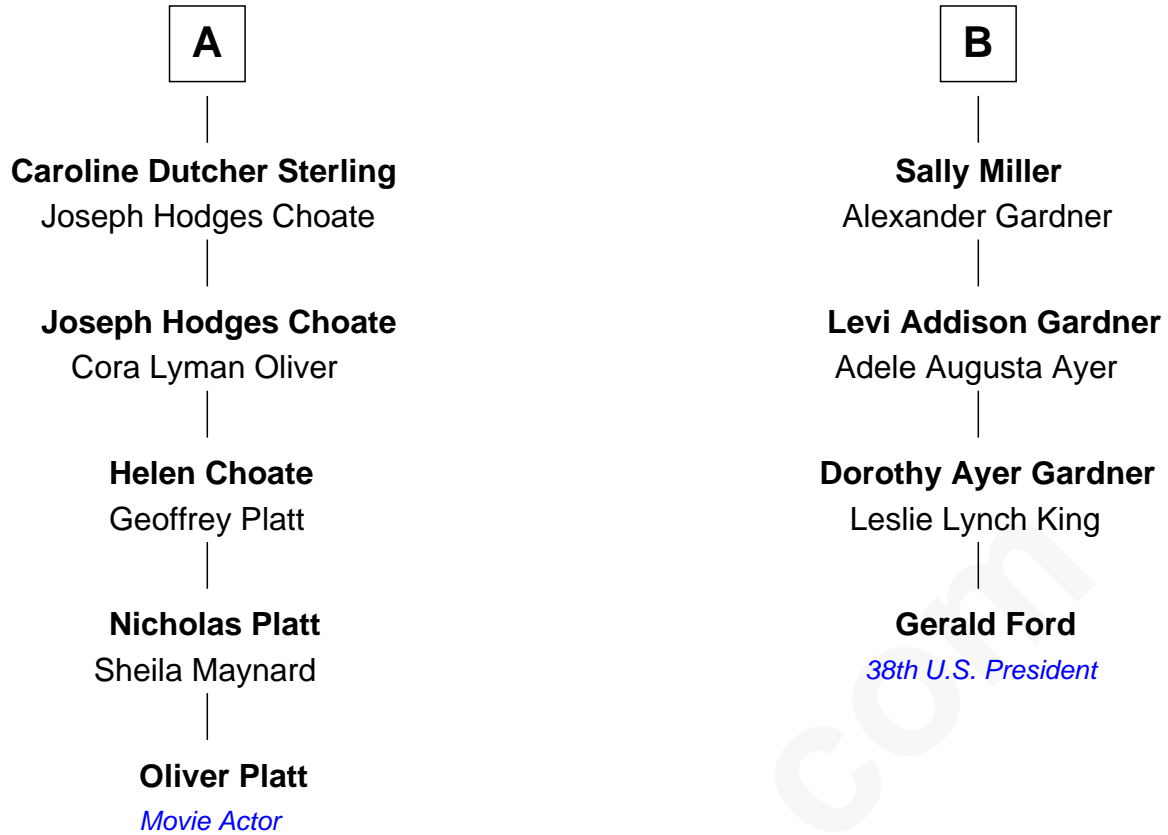 A
Caroline Dutcher Sterling
Joseph Hodges Choate
Joseph Hodges Choate
Cora Lyman Oliver
Helen Choate
Geoffrey Platt
Nicholas Platt
Sheila Maynard
Oliver Platt
Movie Actor
B
Sally Miller
Alexander Gardner
Levi Addison Gardner
Adele Augusta Ayer
Dorothy Ayer Gardner
Leslie Lynch King
Gerald Ford
38th U.S. President
com